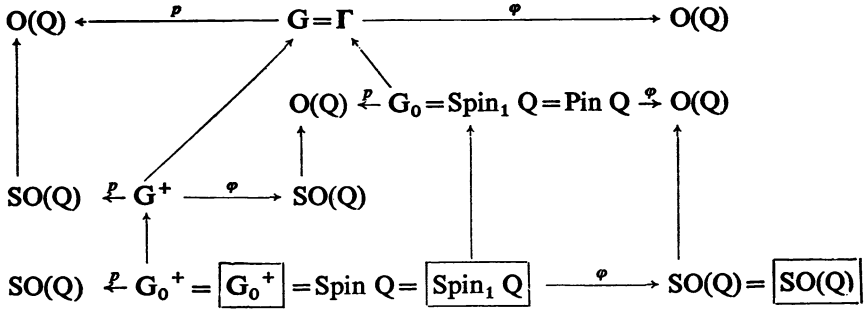 O(Q) p G = Γ φ O(Q)
O(Q) p G₀ = Spin₁ Q = Pin Q φ O(Q)
SO(Q) p G⁺ φ SO(Q)
SO(Q) p G₀⁺ = G₀⁺ = Spin Q = Spin₁ Q φ SO(Q) = SO(Q)